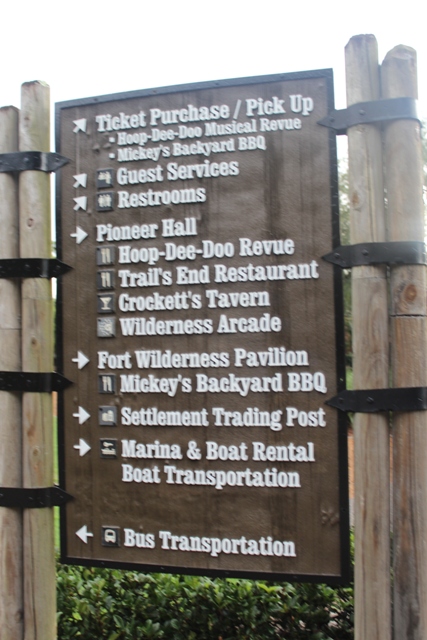 Ticket Purchase / Pick Up
• Hoop-Dee-Doo Musical Revue
• Mickey's Backyard BBQ
Guest Services
Restrooms
Pioneer Hall
Hoop-Dee-Doo Revue
Trail's End Restaurant
Crockett's Tavern
Wilderness Arcade
Fort Wilderness Pavilion
Mickey's Backyard BBQ
Settlement Trading Post
Marina & Boat Rental
Boat Transportation
Bus Transportation